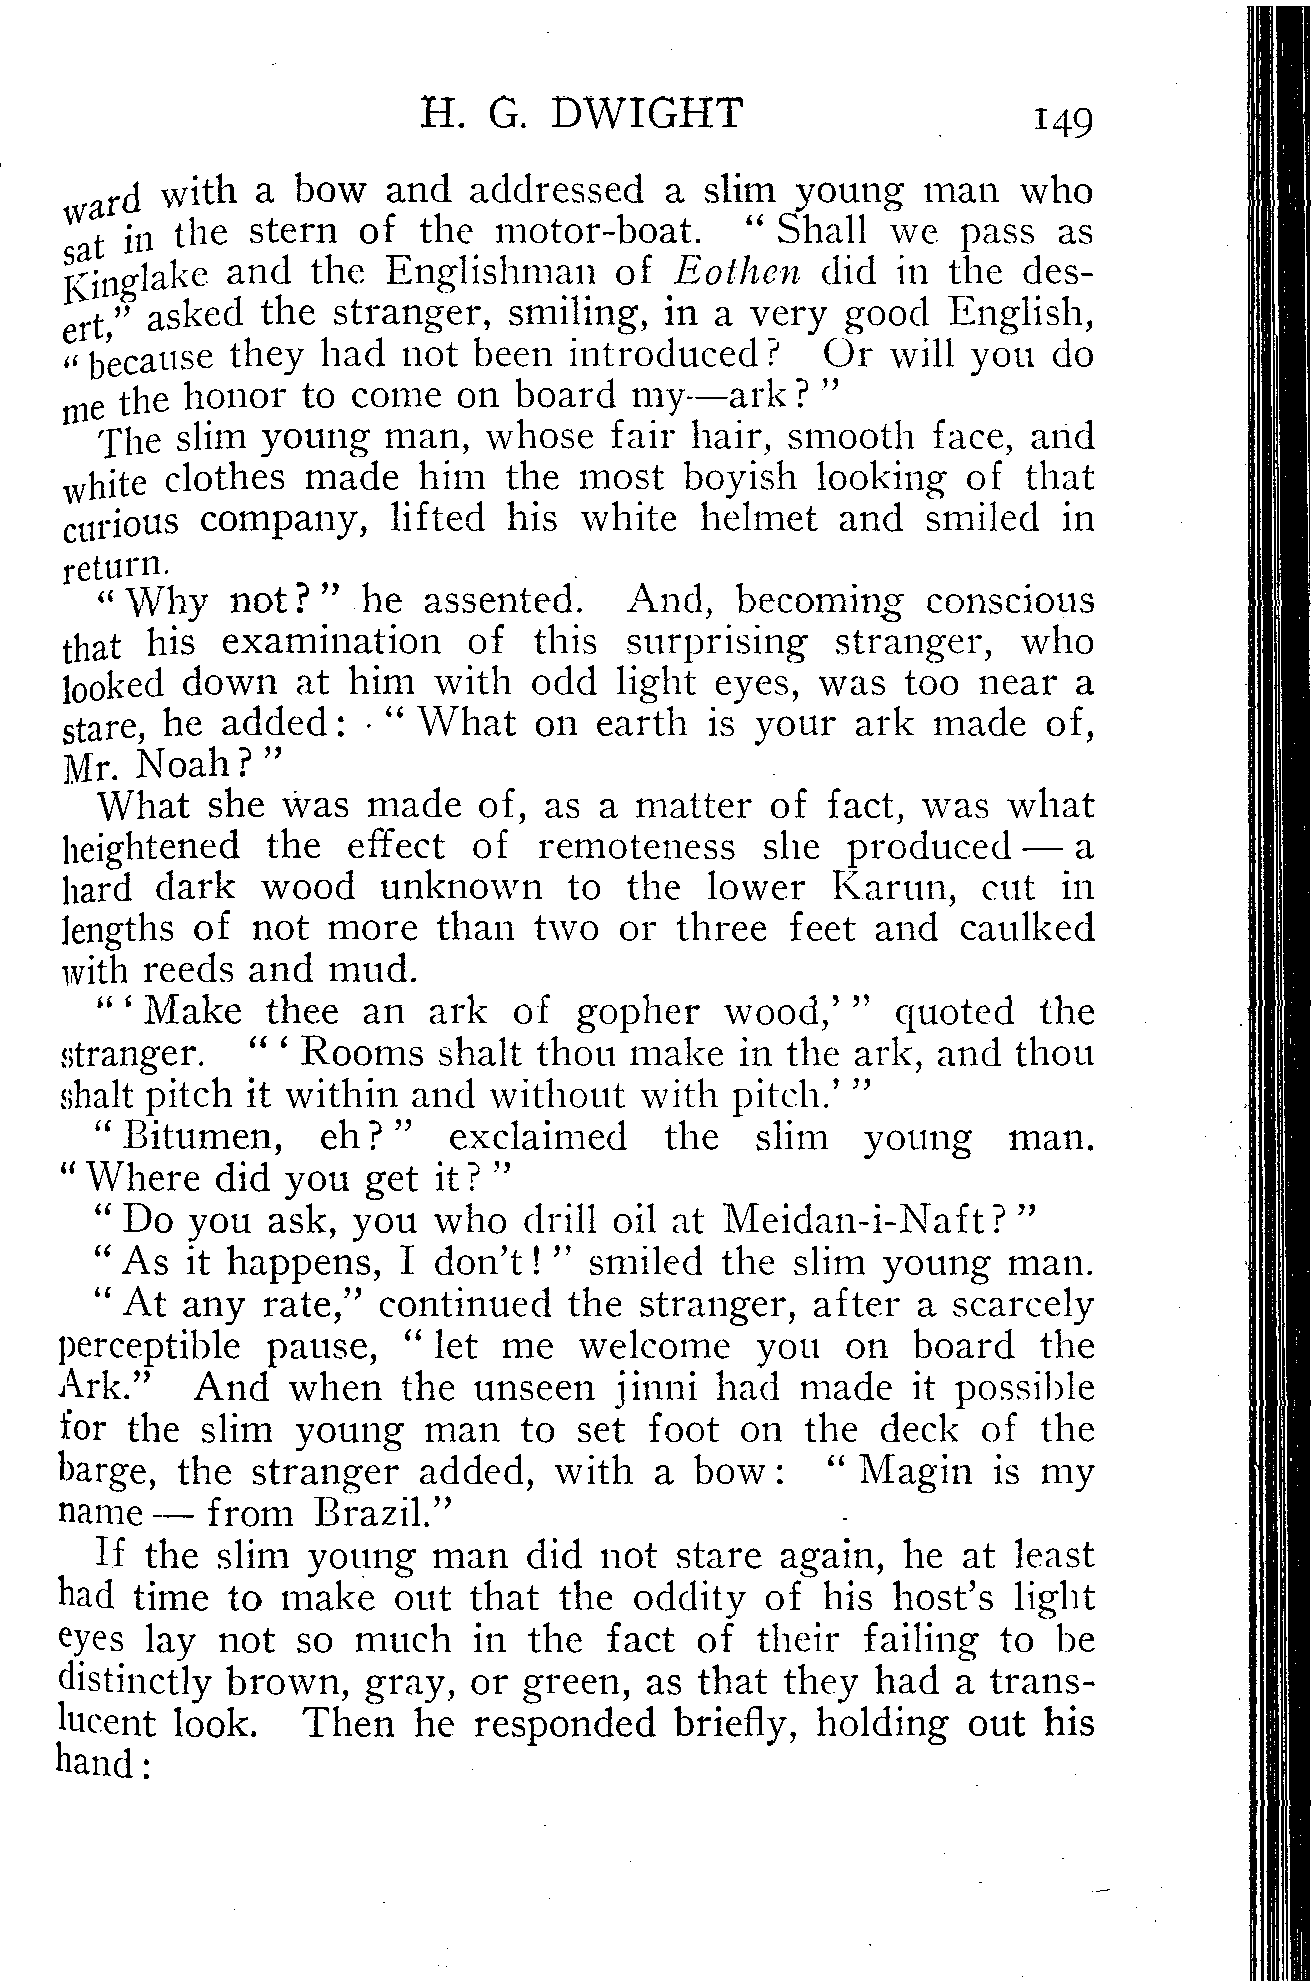 H. G. DWIGHT 149
ward with a bow and addressed a slim young man who
sat in the stern of the motor-boat. “ Shall we pass as
Kinglake and the Englishman of Eothen did in the des-
ert,” asked the stranger, smiling, in a very good English,
“ because they had not been introduced? Or will you do
me the honor to come on board my—ark? ”
The slim young man, whose fair hair, smooth face, and
white clothes made him the most boyish looking of that
curious company, lifted his white helmet and smiled in
return.
“ Why not? ” he assented. And, becoming conscious
that his examination of this surprising stranger, who
looked down at him with odd light eyes, was too near a
stare, he added: “ What on earth is your ark made of,
Mr. Noah? ”
What she was made of, as a matter of fact, was what
heightened the effect of remoteness she produced — a
hard dark wood unknown to the lower Karun, cut in
lengths of not more than two or three feet and caulked
with reeds and mud.
“ ‘ Make thee an ark of gopher wood,’ ” quoted the
stranger. “ ‘ Rooms shalt thou make in the ark, and thou
shalt pitch it within and without with pitch.’ ”
“ Bitumen, eh? ” exclaimed the slim young man.
“ Where did you get it? ”
“ Do you ask, you who drill oil at Meidan-i-Naft? ”
“ As it happens, I don’t! ” smiled the slim young man.
“ At any rate,” continued the stranger, after a scarcely
perceptible pause, “ let me welcome you on board the
Ark.” And when the unseen jinni had made it possible
for the slim young man to set foot on the deck of the
barge, the stranger added, with a bow: “ Magin is my
name — from Brazil.”
If the slim young man did not stare again, he at least
had time to make out that the oddity of his host’s light
eyes lay not so much in the fact of their failing to be
distinctly brown, gray, or green, as that they had a trans-
lucent look. Then he responded briefly, holding out his
hand: